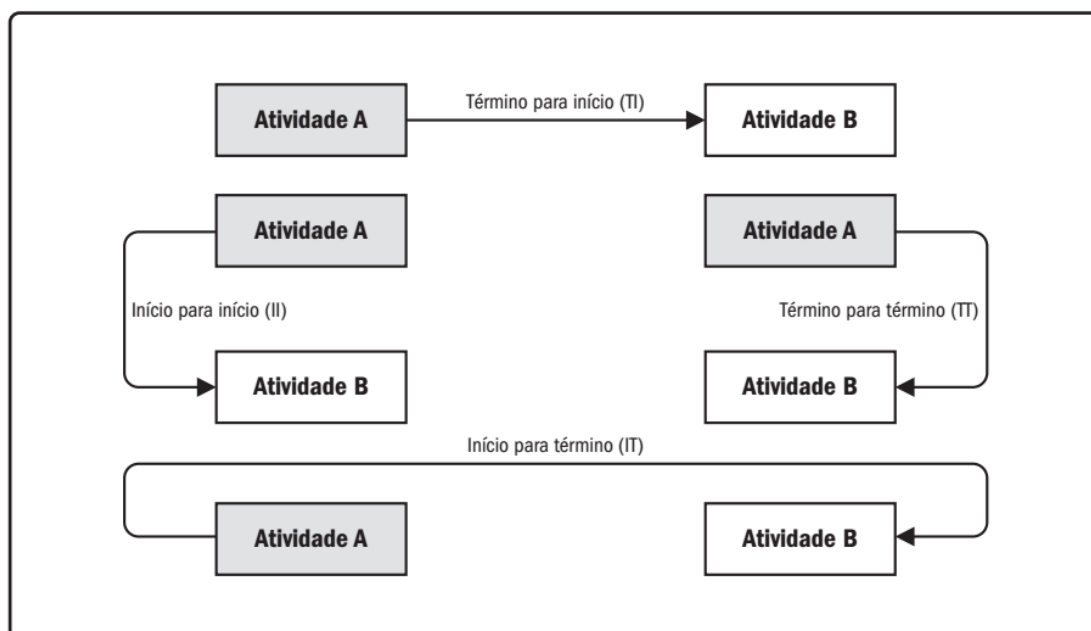 Atividade A
Término para início (TI)
Atividade B
Atividade A
Atividade A
Início para início (II)
Término para término (TT)
Atividade B
Atividade B
Início para término (IT)
Atividade A
Atividade B